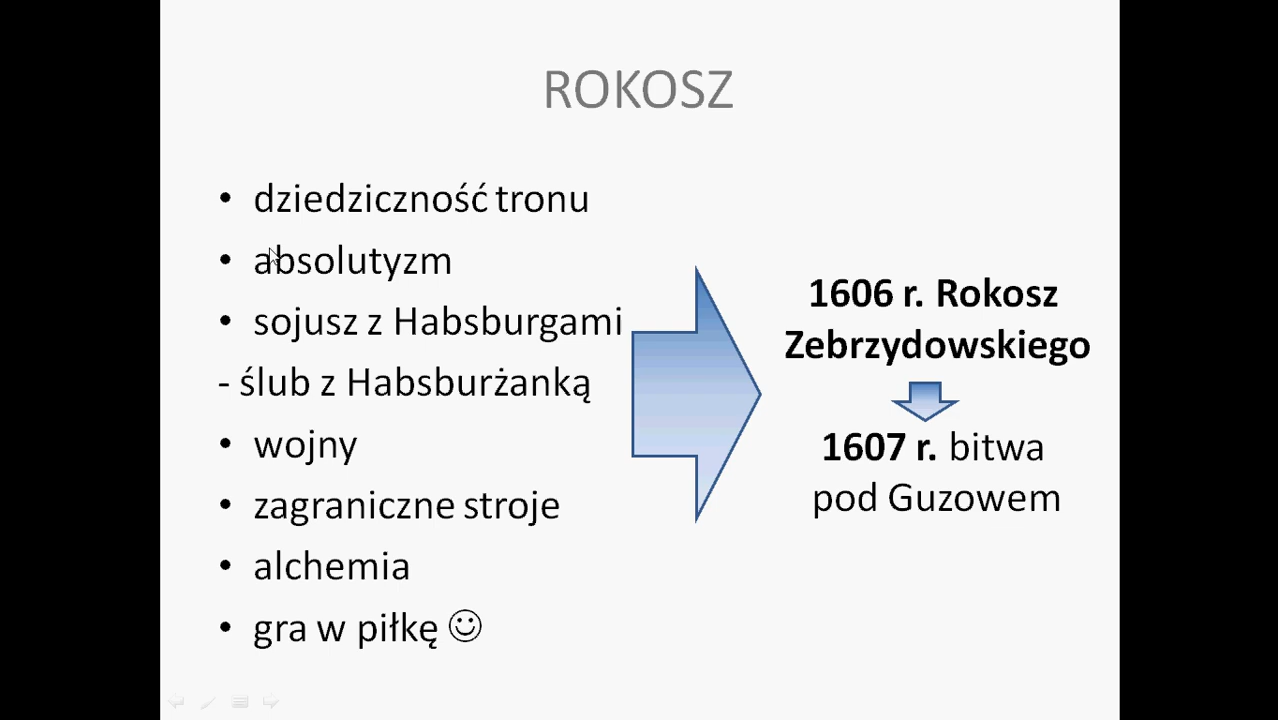 ROKOSZ
• dziedziczność tronu
• absolutyzm
• sojusz z Habsburgami
- ślub z Habsburżanką
• wojny
• zagraniczne stroje
• alchemia
• gra w piłkę ☺
1606 r. Rokosz
Zebrzydowskiego
1607 r. bitwa
pod Guzowem